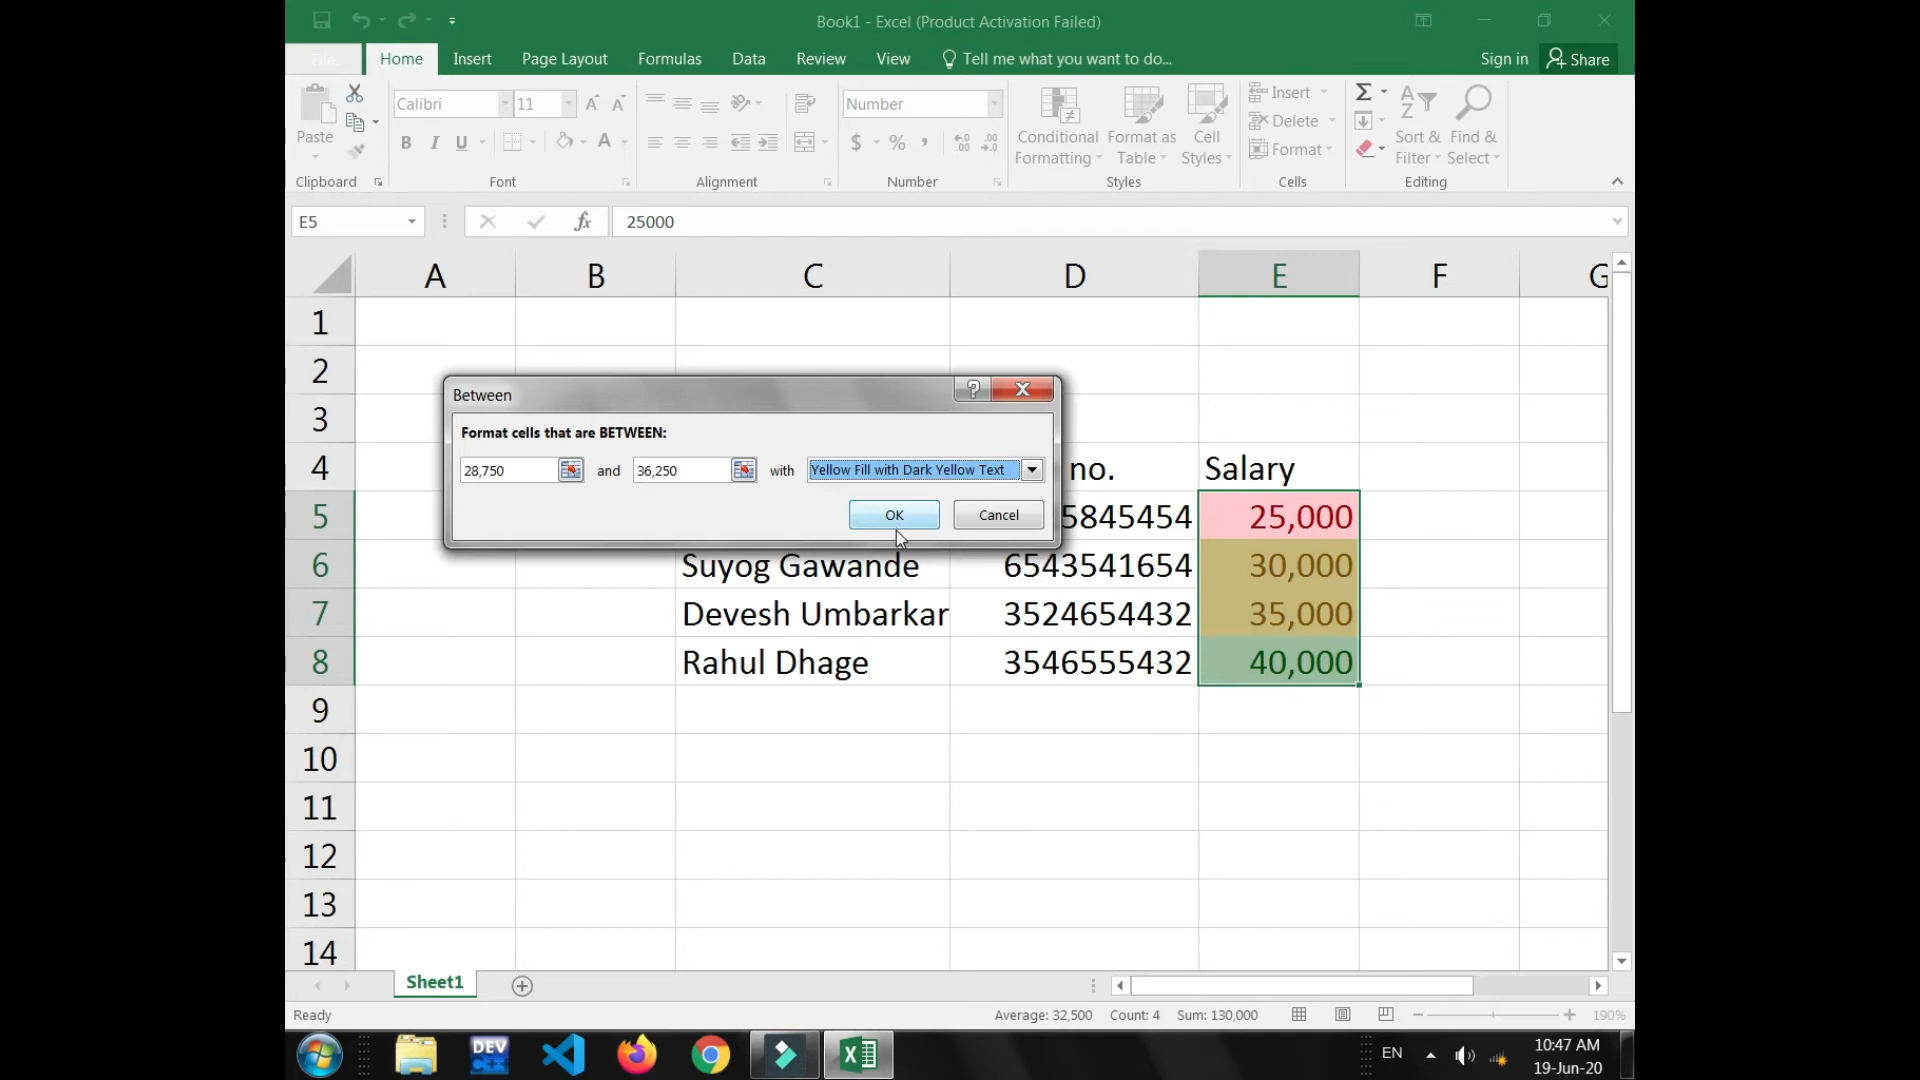 Book1 - Excel (Product Activation Failed)
File Home Insert Page Layout Formulas Data Review View Tell me what you want to do... Sign in Share
Paste
Clipboard
Calibri 11
B I U A
Font
Alignment
Number
$ % ,
Number
Conditional Formatting
Format as Table
Cell Styles
Styles
Insert
Delete
Format
Cells
Sort & Filter
Find & Select
Editing
E5 fx 25000
A B C D E F G
1
2
3
4 no. Salary
5 5845454 25,000
6 Suyog Gawande 6543541654 30,000
7 Devesh Umbarkar 3524654432 35,000
8 Rahul Dhage 3546555432 40,000
9
10
11
12
13
14
Between
Format cells that are BETWEEN:
28,750 and 36,250 with Yellow Fill with Dark Yellow Text
OK Cancel
Sheet1
Ready Average: 32,500 Count: 4 Sum: 130,000 190%
DEV C++ EN 10:47 AM
19-Jun-20